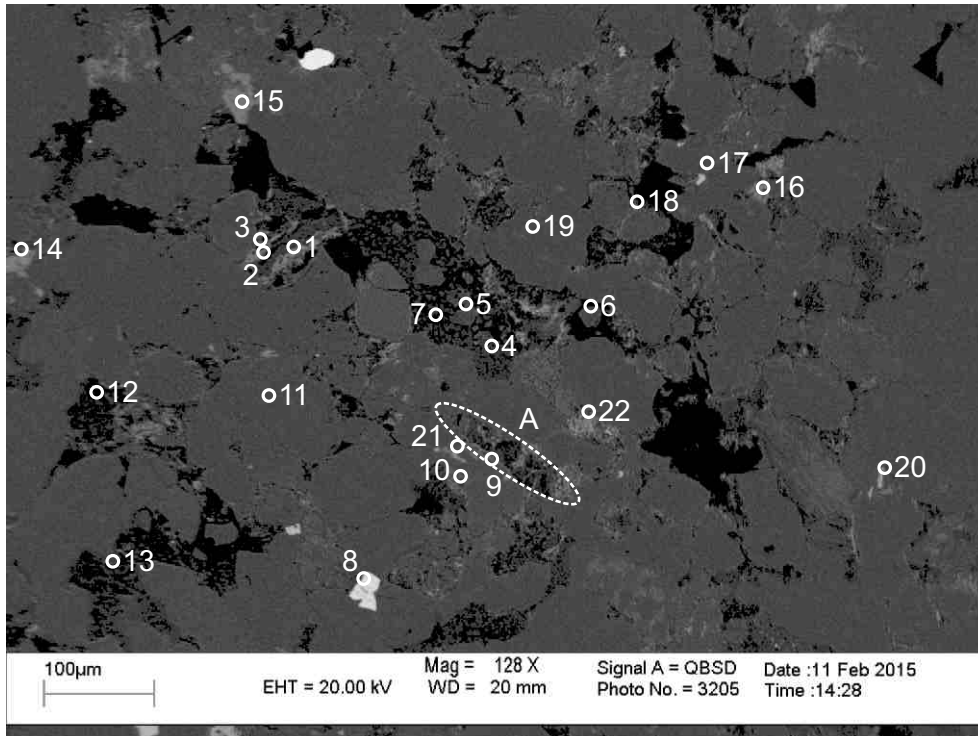 15
17
16
18
19
3
14
1
2
5
6
7
4
12
11
A
22
21
10
9
20
8
13
100µm
Mag = 128 X
Signal A = QBSD
Date :11 Feb 2015
EHT = 20.00 kV
WD = 20 mm
Photo No. = 3205
Time :14:28